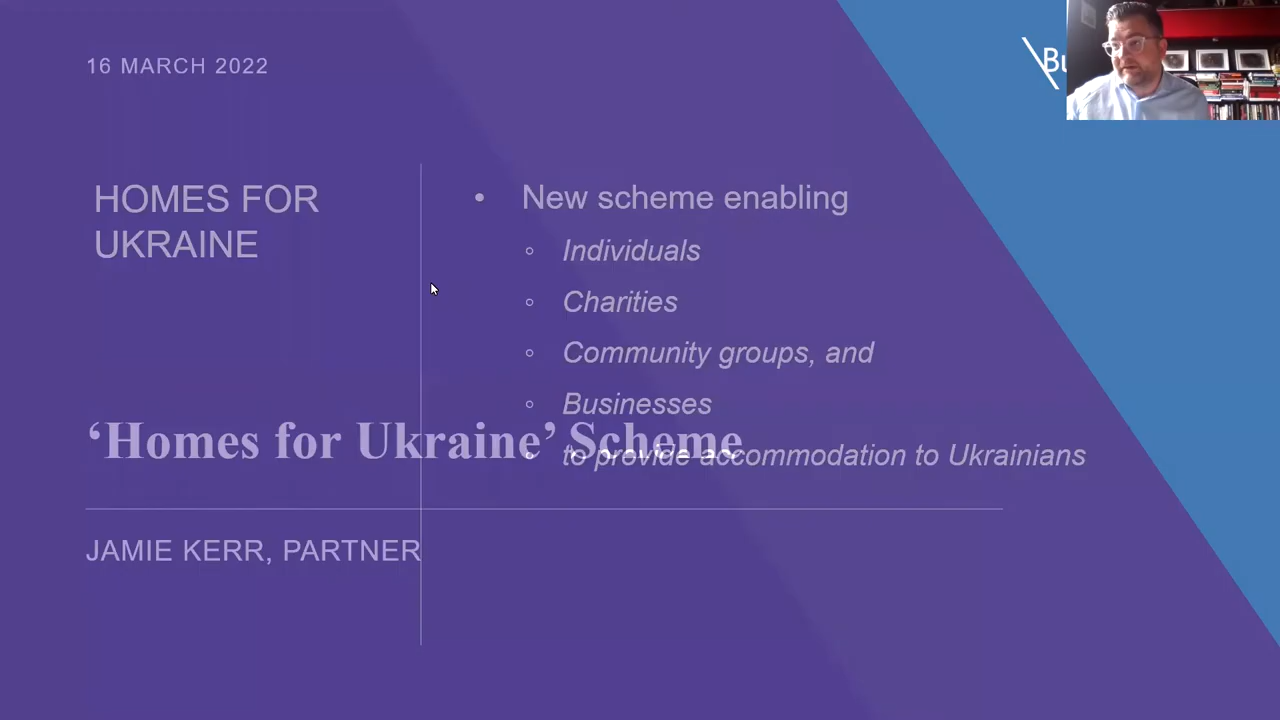 16 MARCH 2022
Bu
HOMES FOR
UKRAINE
• New scheme enabling
◦ Individuals
◦ Charities
◦ Community groups, and
◦ Businesses
◦ to provide accommodation to Ukrainians
‘Homes for Ukraine’ Scheme
JAMIE KERR, PARTNER